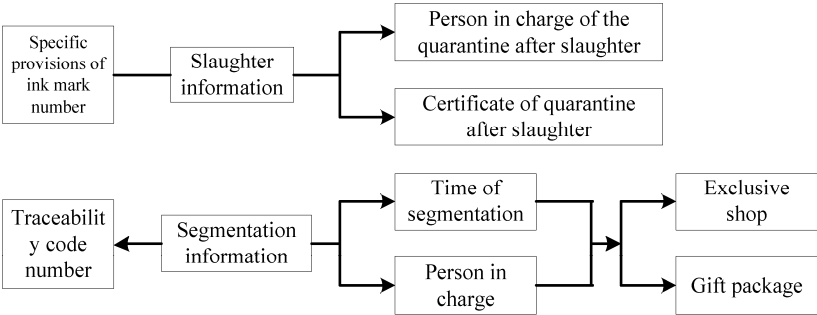 Specific
provisions of
ink mark
number
Slaughter
information
Person in charge of the
quarantine after slaughter
Certificate of quarantine
after slaughter
Traceabilit
y code
number
Segmentation
information
Time of
segmentation
Person in
charge
Exclusive
shop
Gift package